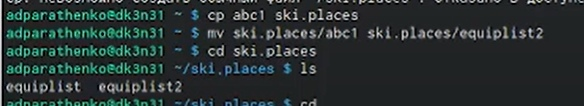 adparathenko@dk3n31 ~ $ cp abc1 ski.places
adparathenko@dk3n31 ~ $ mv ski.places/abc1 ski.places/equiplist2
adparathenko@dk3n31 ~ $ cd ski.places
adparathenko@dk3n31 ~/ski.places $ ls
equiplist equiplist2
adparathenko@dk3n31 ~/ski.places $ cd